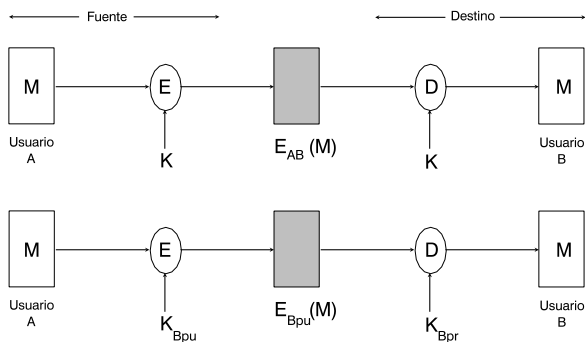 Fuente
Destino
M
E
D
M
Usuario
A
K
E_AB (M)
K
Usuario
B
M
E
D
M
Usuario
A
K_Bpu
E_Bpu(M)
K_Bpr
Usuario
B